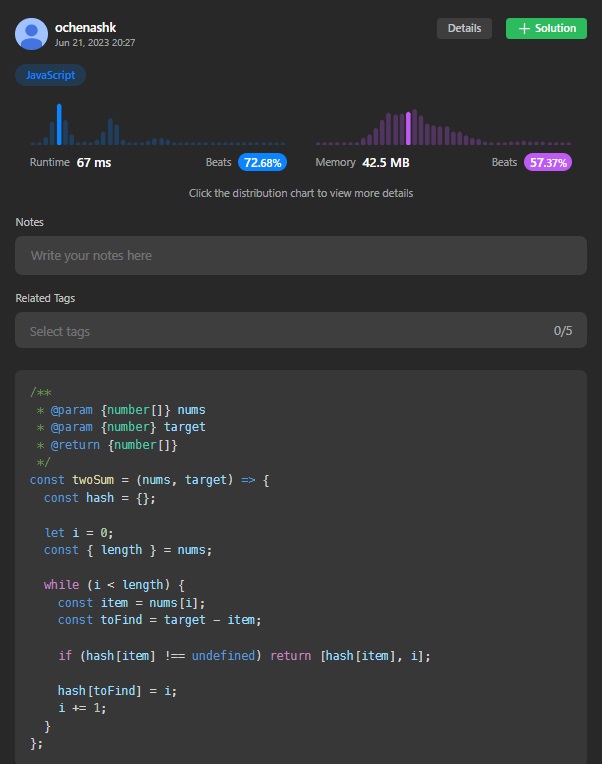 ochenashk
Jun 21, 2023 20:27
Details
Solution
JavaScript
Runtime 67 ms Beats 72.68%
Memory 42.5 MB Beats 57.37%
Click the distribution chart to view more details
Notes
Write your notes here
Related Tags
Select tags 0/5
/**
 * @param {number[]} nums
 * @param {number} target
 * @return {number[]}
 */
const twoSum = (nums, target) => {
  const hash = {};
  let i = 0;
  const { length } = nums;
  while (i < length) {
    const item = nums[i];
    const toFind = target - item;
    if (hash[item] !== undefined) return [hash[item], i];
    hash[toFind] = i;
    i += 1;
  }
};